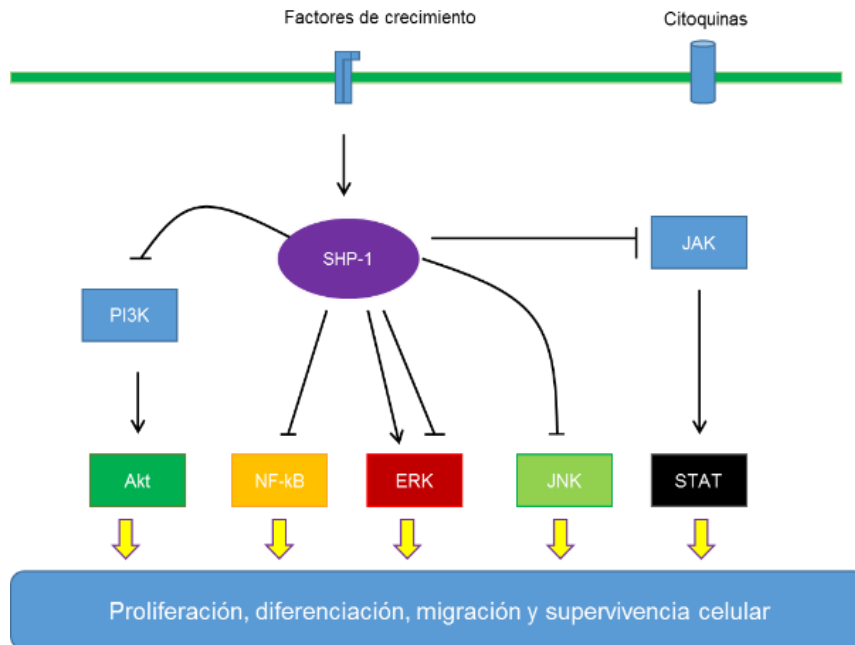 Factores de crecimiento
Citoquinas
SHP-1
JAK
PI3K
Akt
NF-kB
ERK
JNK
STAT
Proliferación, diferenciación, migración y supervivencia celular